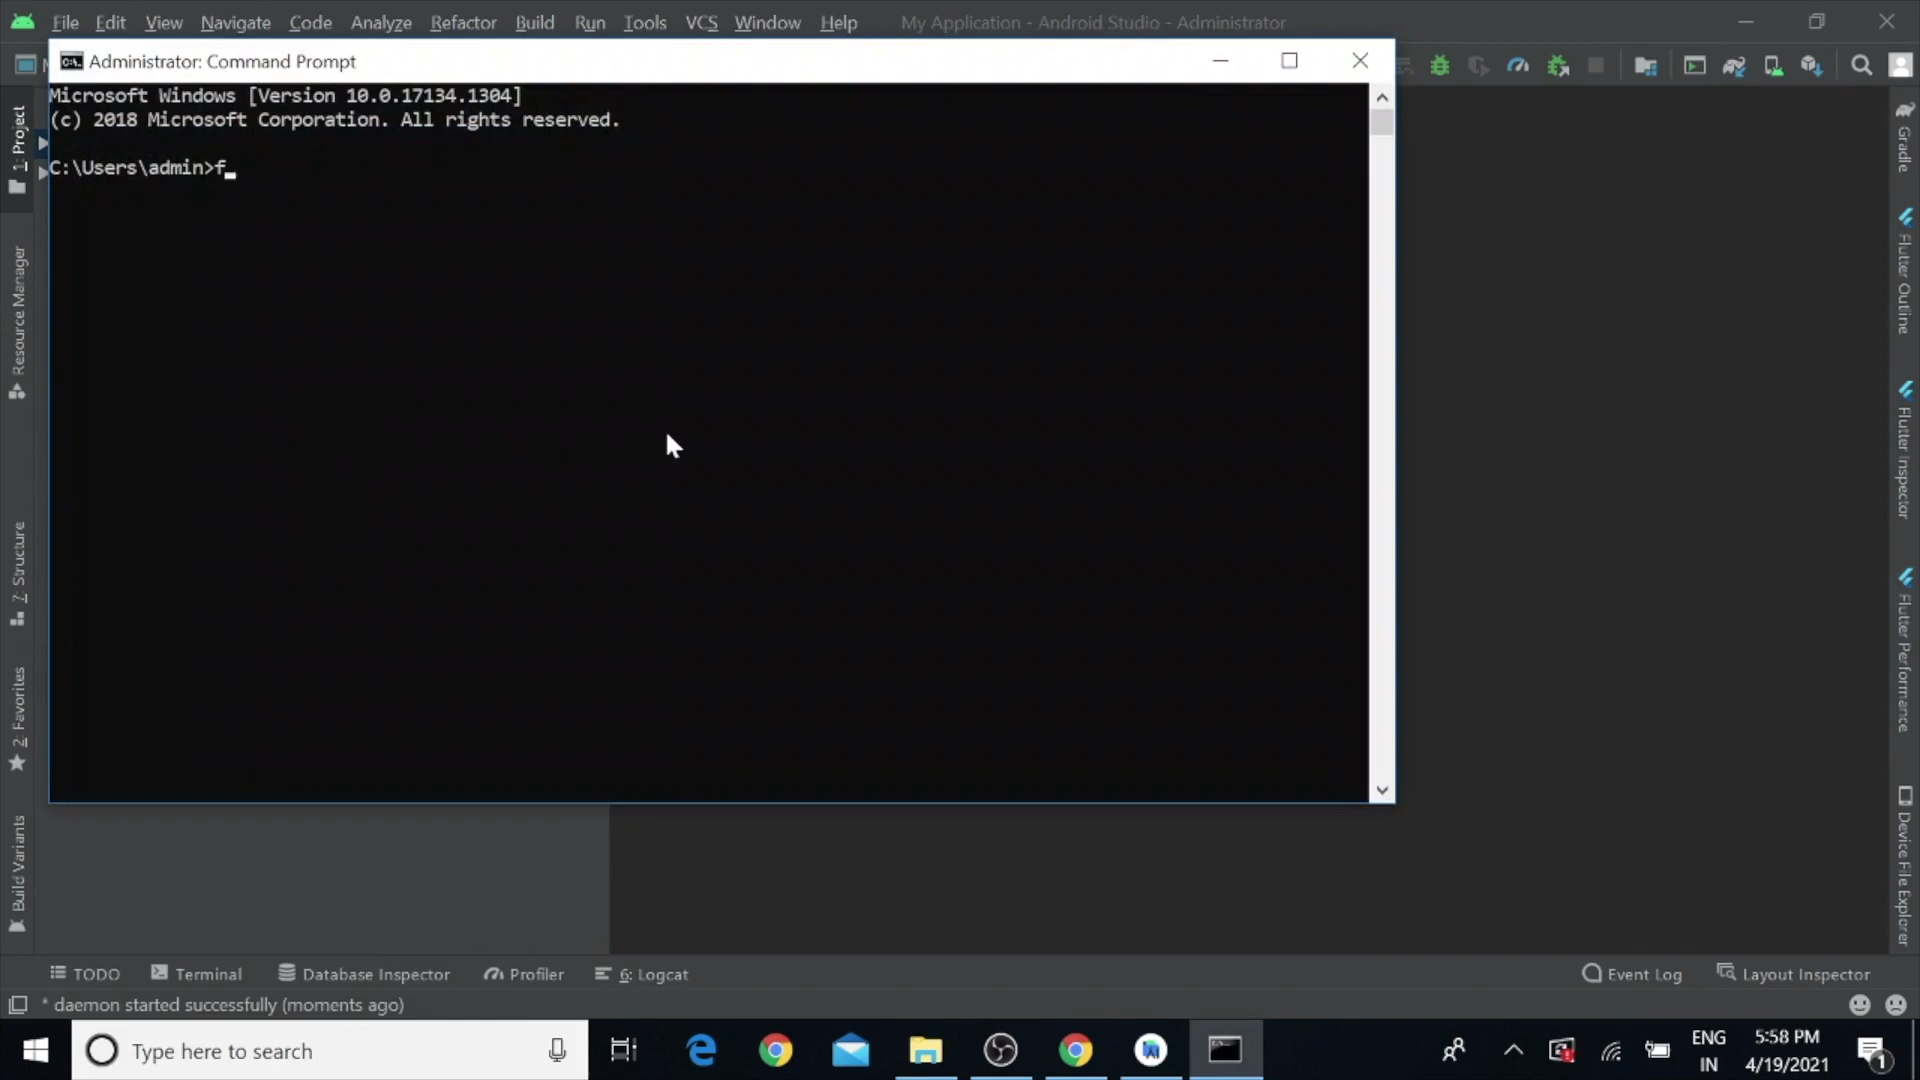 File Edit View Navigate Code Analyze Refactor Build Run Tools VCS Window Help My Application - Android Studio - Administrator
Administrator: Command Prompt
Microsoft Windows [Version 10.0.17134.1304]
(c) 2018 Microsoft Corporation. All rights reserved.
C:\Users\admin>f_
1: Project
Resource Manager
7: Structure
2: Favorites
Build Variants
Gradle
Flutter Outline
Flutter Inspector
Flutter Performance
Device File Explorer
TODO Terminal Database Inspector Profiler 6: Logcat Event Log Layout Inspector
* daemon started successfully (moments ago)
Type here to search
ENG 5:58 PM
IN 4/19/2021
1